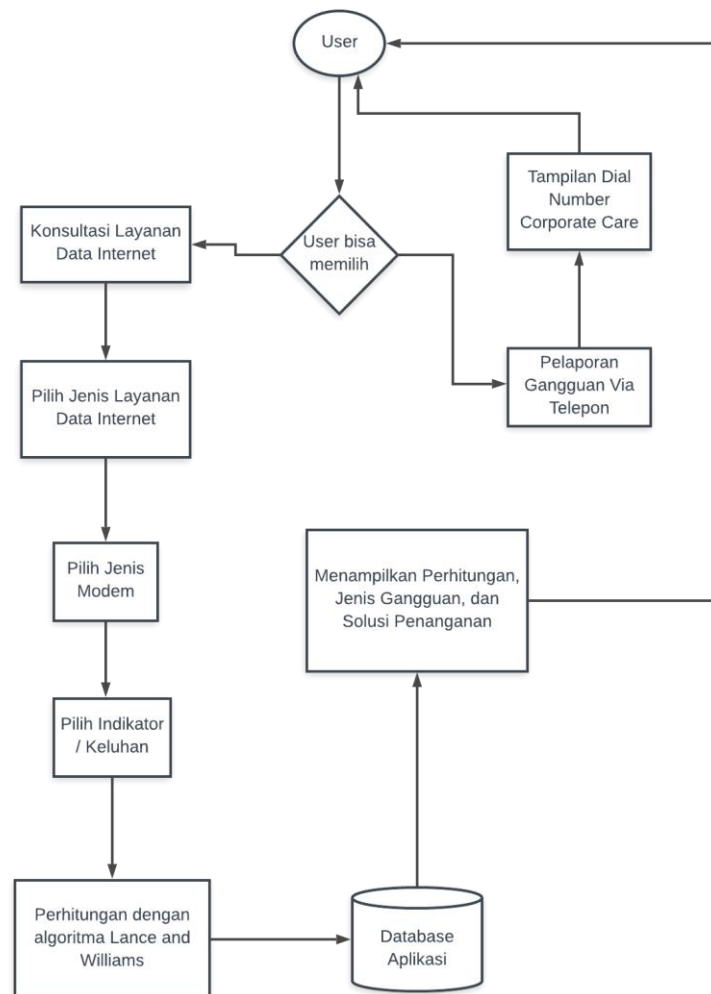 User
User bisa
memilih
Konsultasi Layanan
Data Internet
Pilih Jenis Layanan
Data Internet
Pilih Jenis
Modem
Pilih Indikator
/ Keluhan
Perhitungan dengan
algoritma Lance and
Williams
Database
Aplikasi
Menampilkan Perhitungan,
Jenis Gangguan, dan
Solusi Penanganan
Pelaporan
Gangguan Via
Telepon
Tampilan Dial
Number
Corporate Care